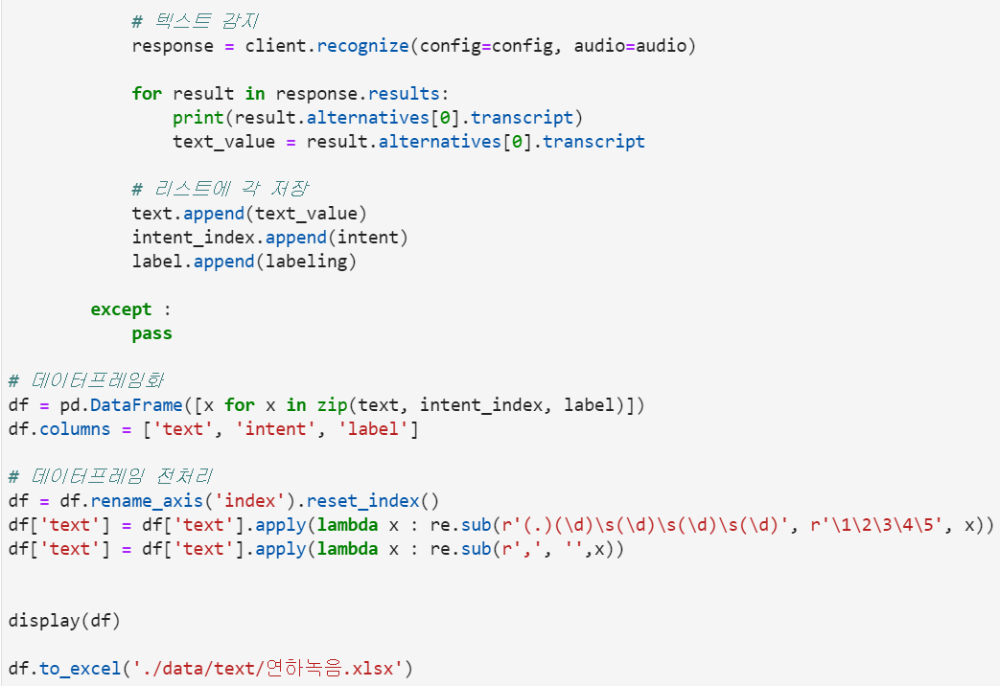 # 텍스트 감지
response = client.recognize(config=config, audio=audio)
for result in response.results:
print(result.alternatives[0].transcript)
text_value = result.alternatives[0].transcript
# 리스트에 각 저장
text.append(text_value)
intent_index.append(intent)
label.append(labeling)
except :
pass
# 데이터프레임화
df = pd.DataFrame([x for x in zip(text, intent_index, label)])
df.columns = ['text', 'intent', 'label']
# 데이터프레임 전처리
df = df.rename_axis('index').reset_index()
df['text'] = df['text'].apply(lambda x : re.sub(r'(.)(\d)\s(\d)\s(\d)\s(\d)', r'\1\2\3\4\5', x))
df['text'] = df['text'].apply(lambda x : re.sub(r',', '',x))
display(df)
df.to_excel('./data/text/연하녹음.xlsx')